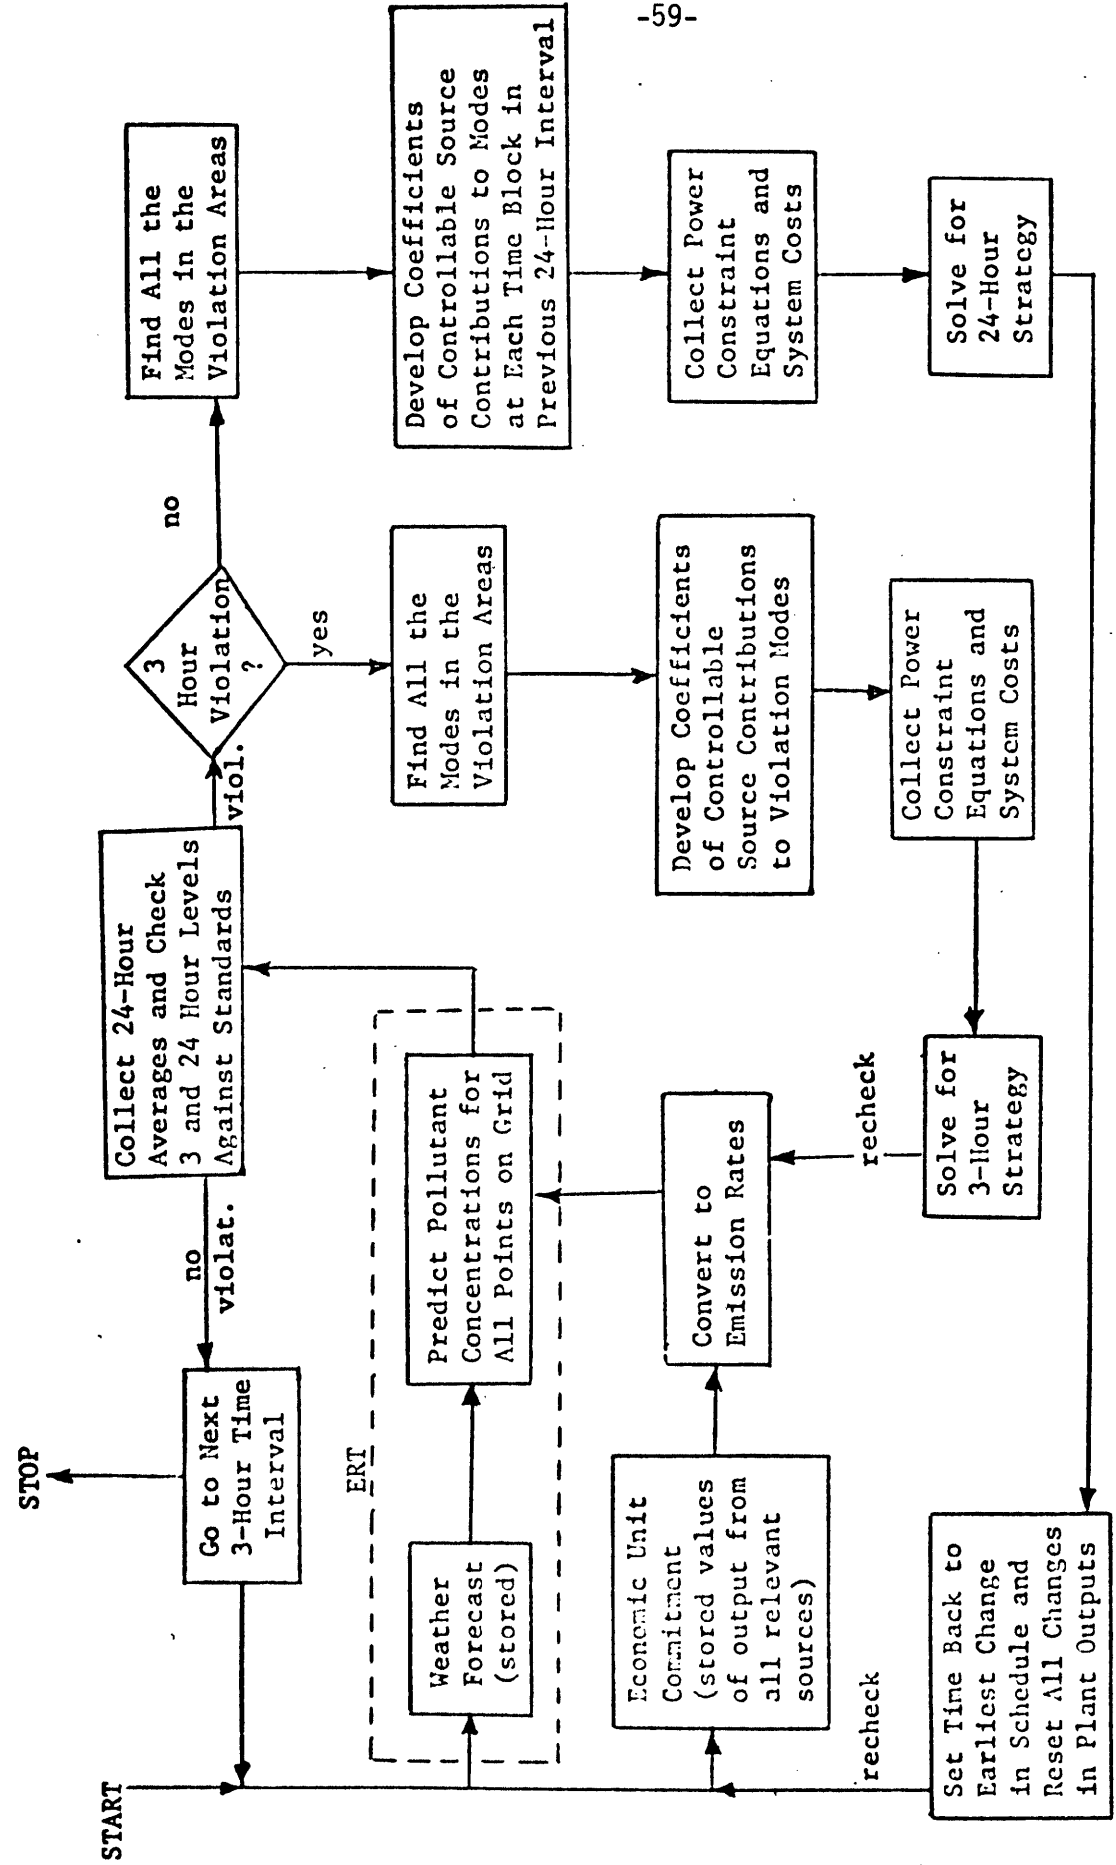 -59-
START
STOP
Go to Next
3-Hour Time
Interval
no
violat.
Collect 24-Hour
Averages and Check
3 and 24 Hour Levels
Against Standards
viol.
3
Hour
Violation
?
no
yes
Find All the
Modes in the
Violation Areas
ERT
Weather
Forecast
(stored)
Predict Pollutant
Concentrations for
All Points on Grid
Find All the
Modes in the
Violation Areas
Develop Coefficients
of Controllable Source
Contributions to Modes
at Each Time Block in
Previous 24-Hour Interval
Economic Unit
Commitment
(stored values
of output from
all relevant
sources)
Convert to
Emission Rates
Develop Coefficients
of Controllable
Source Contributions
to Violation Modes
Collect Power
Constraint
Equations and
System Costs
recheck
recheck
Solve for
3-Hour
Strategy
Collect Power
Constraint
Equations and
System Costs
Solve for
24-Hour
Strategy
Set Time Back to
Earliest Change
in Schedule and
Reset All Changes
in Plant Outputs